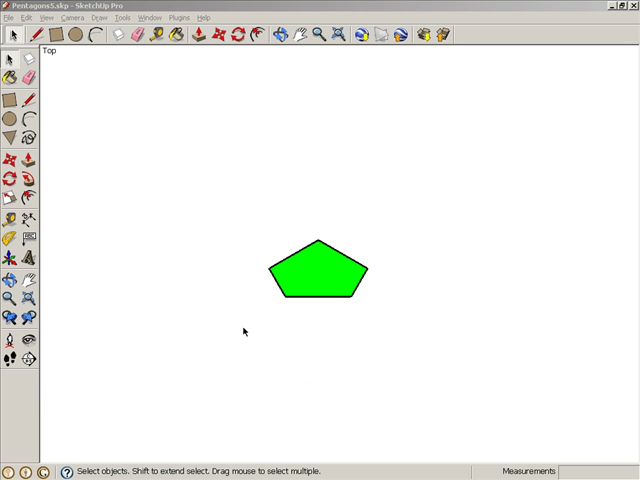 Pentagons5.skp - SketchUp Pro
File Edit View Camera Draw Tools Window Plugins Help
Top
ABC
Select objects. Shift to extend select. Drag mouse to select multiple.
Measurements